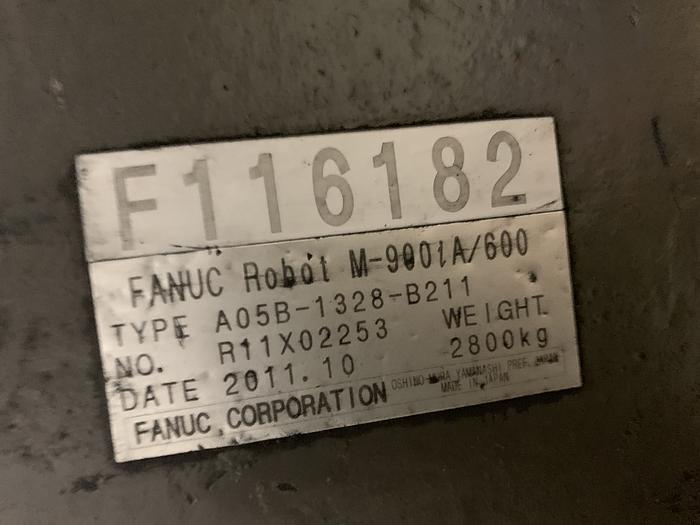 F116182
FANUC Robot M-900iA/600
TYPE A05B-1328-B211
NO. R11X02253 WEIGHT.
DATE 2011.10 2800kg
FANUC CORPORATION OSHINO-MURA, YAMANASHI PREF. JAPAN
MADE IN JAPAN